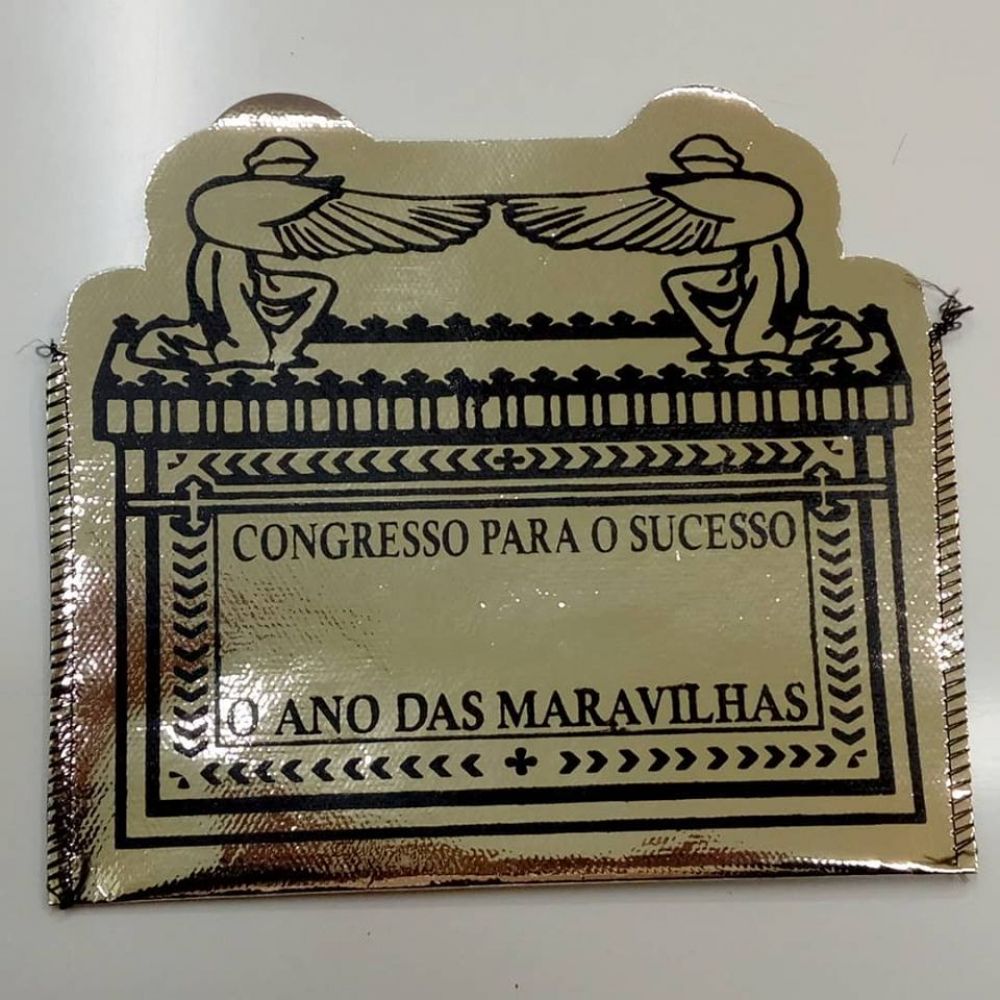 CONGRESSO PARA O SUCESSO
O ANO DAS MARAVILHAS